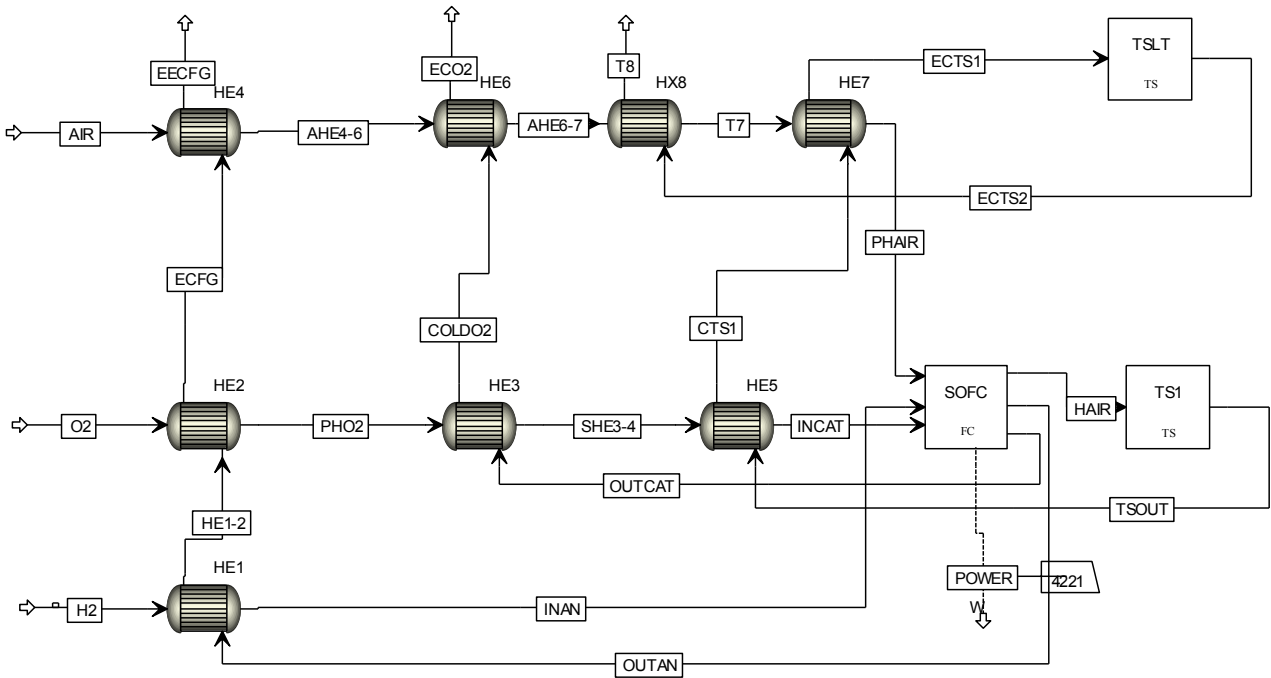 ECTS1
TSLT
TS
T8
ECO2
EECFG
HE6
HX8
HE7
HE4
AIR
AHE4-6
AHE6-7
T7
ECTS2
PHAIR
ECFG
COLDO2
CTS1
HE2
HE3
HE5
SOFC
FC
TS1
TS
HAIR
O2
PHO2
SHE3-4
INCAT
OUTCAT
TSOUT
HE1-2
HE1
POWER
4221
W
H2
INAN
OUTAN